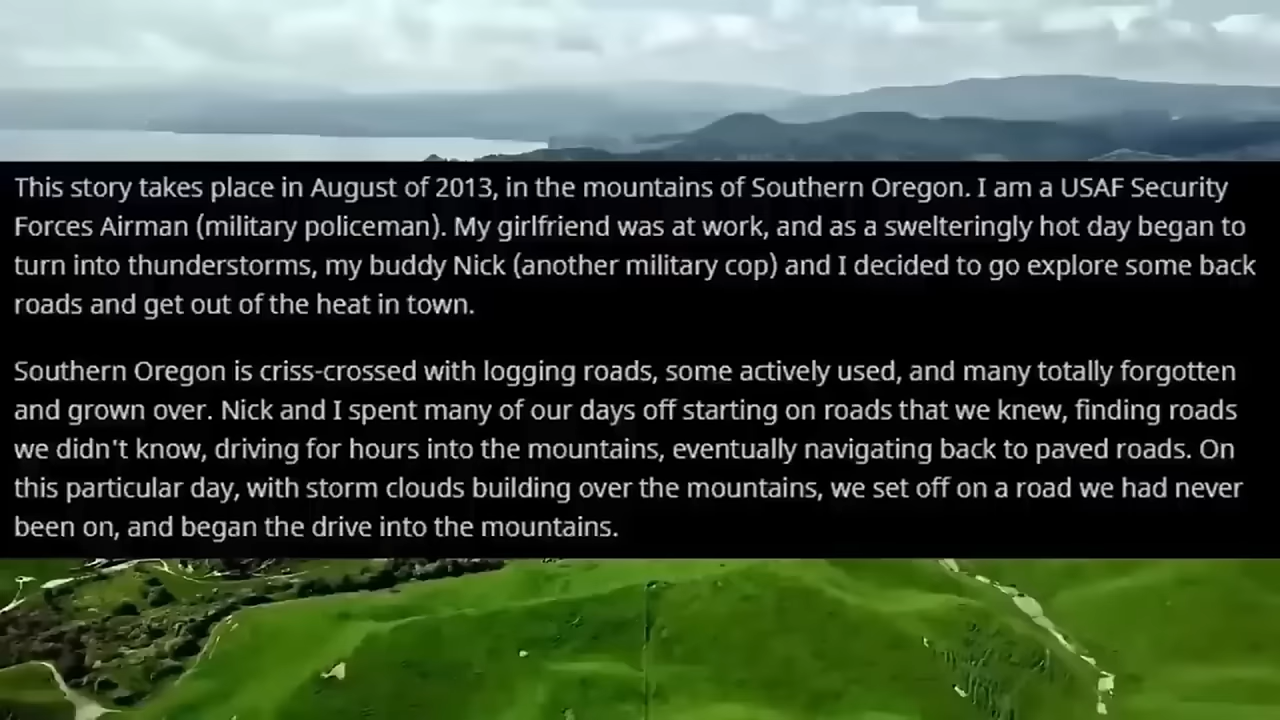 This story takes place in August of 2013, in the mountains of Southern Oregon. I am a USAF Security
Forces Airman (military policeman). My girlfriend was at work, and as a swelteringly hot day began to
turn into thunderstorms, my buddy Nick (another military cop) and I decided to go explore some back
roads and get out of the heat in town.
Southern Oregon is criss-crossed with logging roads, some actively used, and many totally forgotten
and grown over. Nick and I spent many of our days off starting on roads that we knew, finding roads
we didn't know, driving for hours into the mountains, eventually navigating back to paved roads. On
this particular day, with storm clouds building over the mountains, we set off on a road we had never
been on, and began the drive into the mountains.